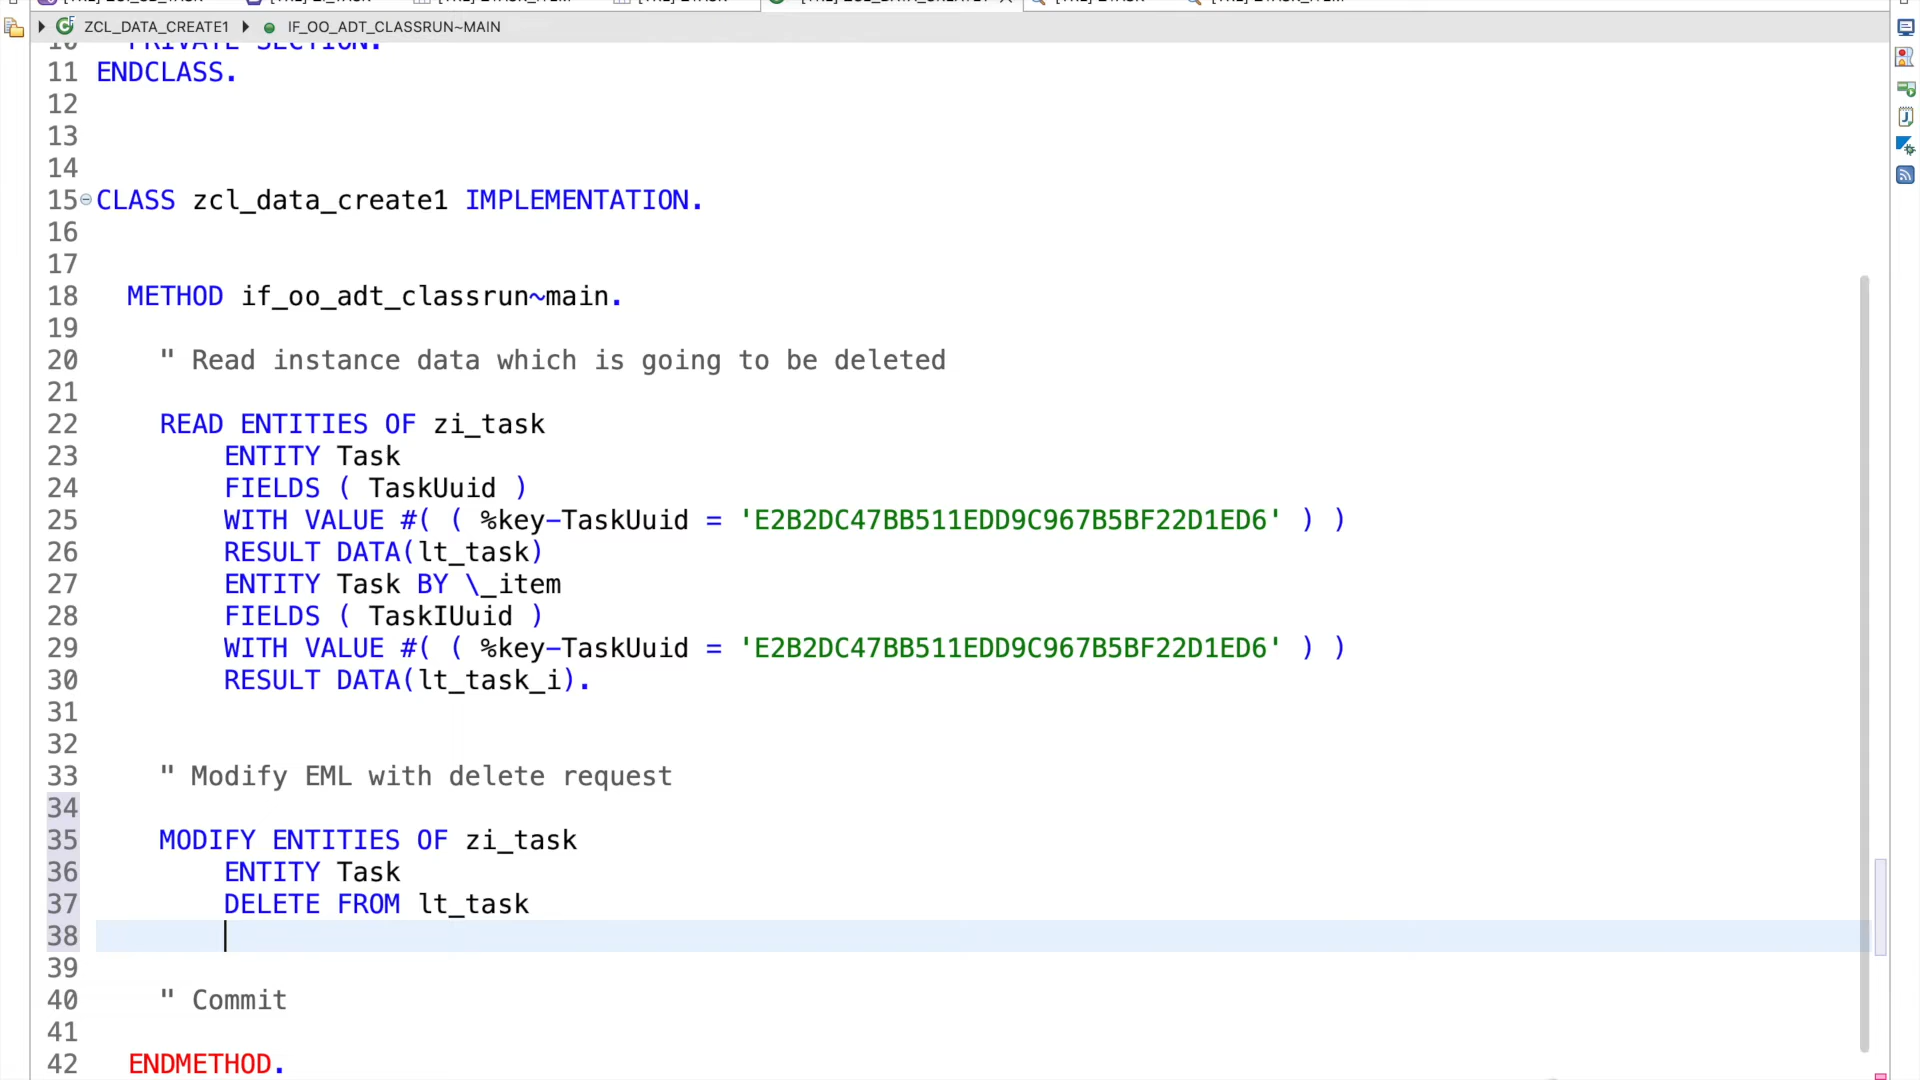 ZCL_DATA_CREATE1 IF_OO_ADT_CLASSRUN~MAIN
10 PRIVATE SECTION.
11 ENDCLASS.
12
13
14
15 CLASS zcl_data_create1 IMPLEMENTATION.
16
17
18 METHOD if_oo_adt_classrun~main.
19
20 " Read instance data which is going to be deleted
21
22 READ ENTITIES OF zi_task
23 ENTITY Task
24 FIELDS ( TaskUuid )
25 WITH VALUE #( ( %key-TaskUuid = 'E2B2DC47BB511EDD9C967B5BF22D1ED6' ) )
26 RESULT DATA(lt_task)
27 ENTITY Task BY \_item
28 FIELDS ( TaskIUuid )
29 WITH VALUE #( ( %key-TaskUuid = 'E2B2DC47BB511EDD9C967B5BF22D1ED6' ) )
30 RESULT DATA(lt_task_i).
31
32
33 " Modify EML with delete request
34
35 MODIFY ENTITIES OF zi_task
36 ENTITY Task
37 DELETE FROM lt_task
38
39
40 " Commit
41
42 ENDMETHOD.